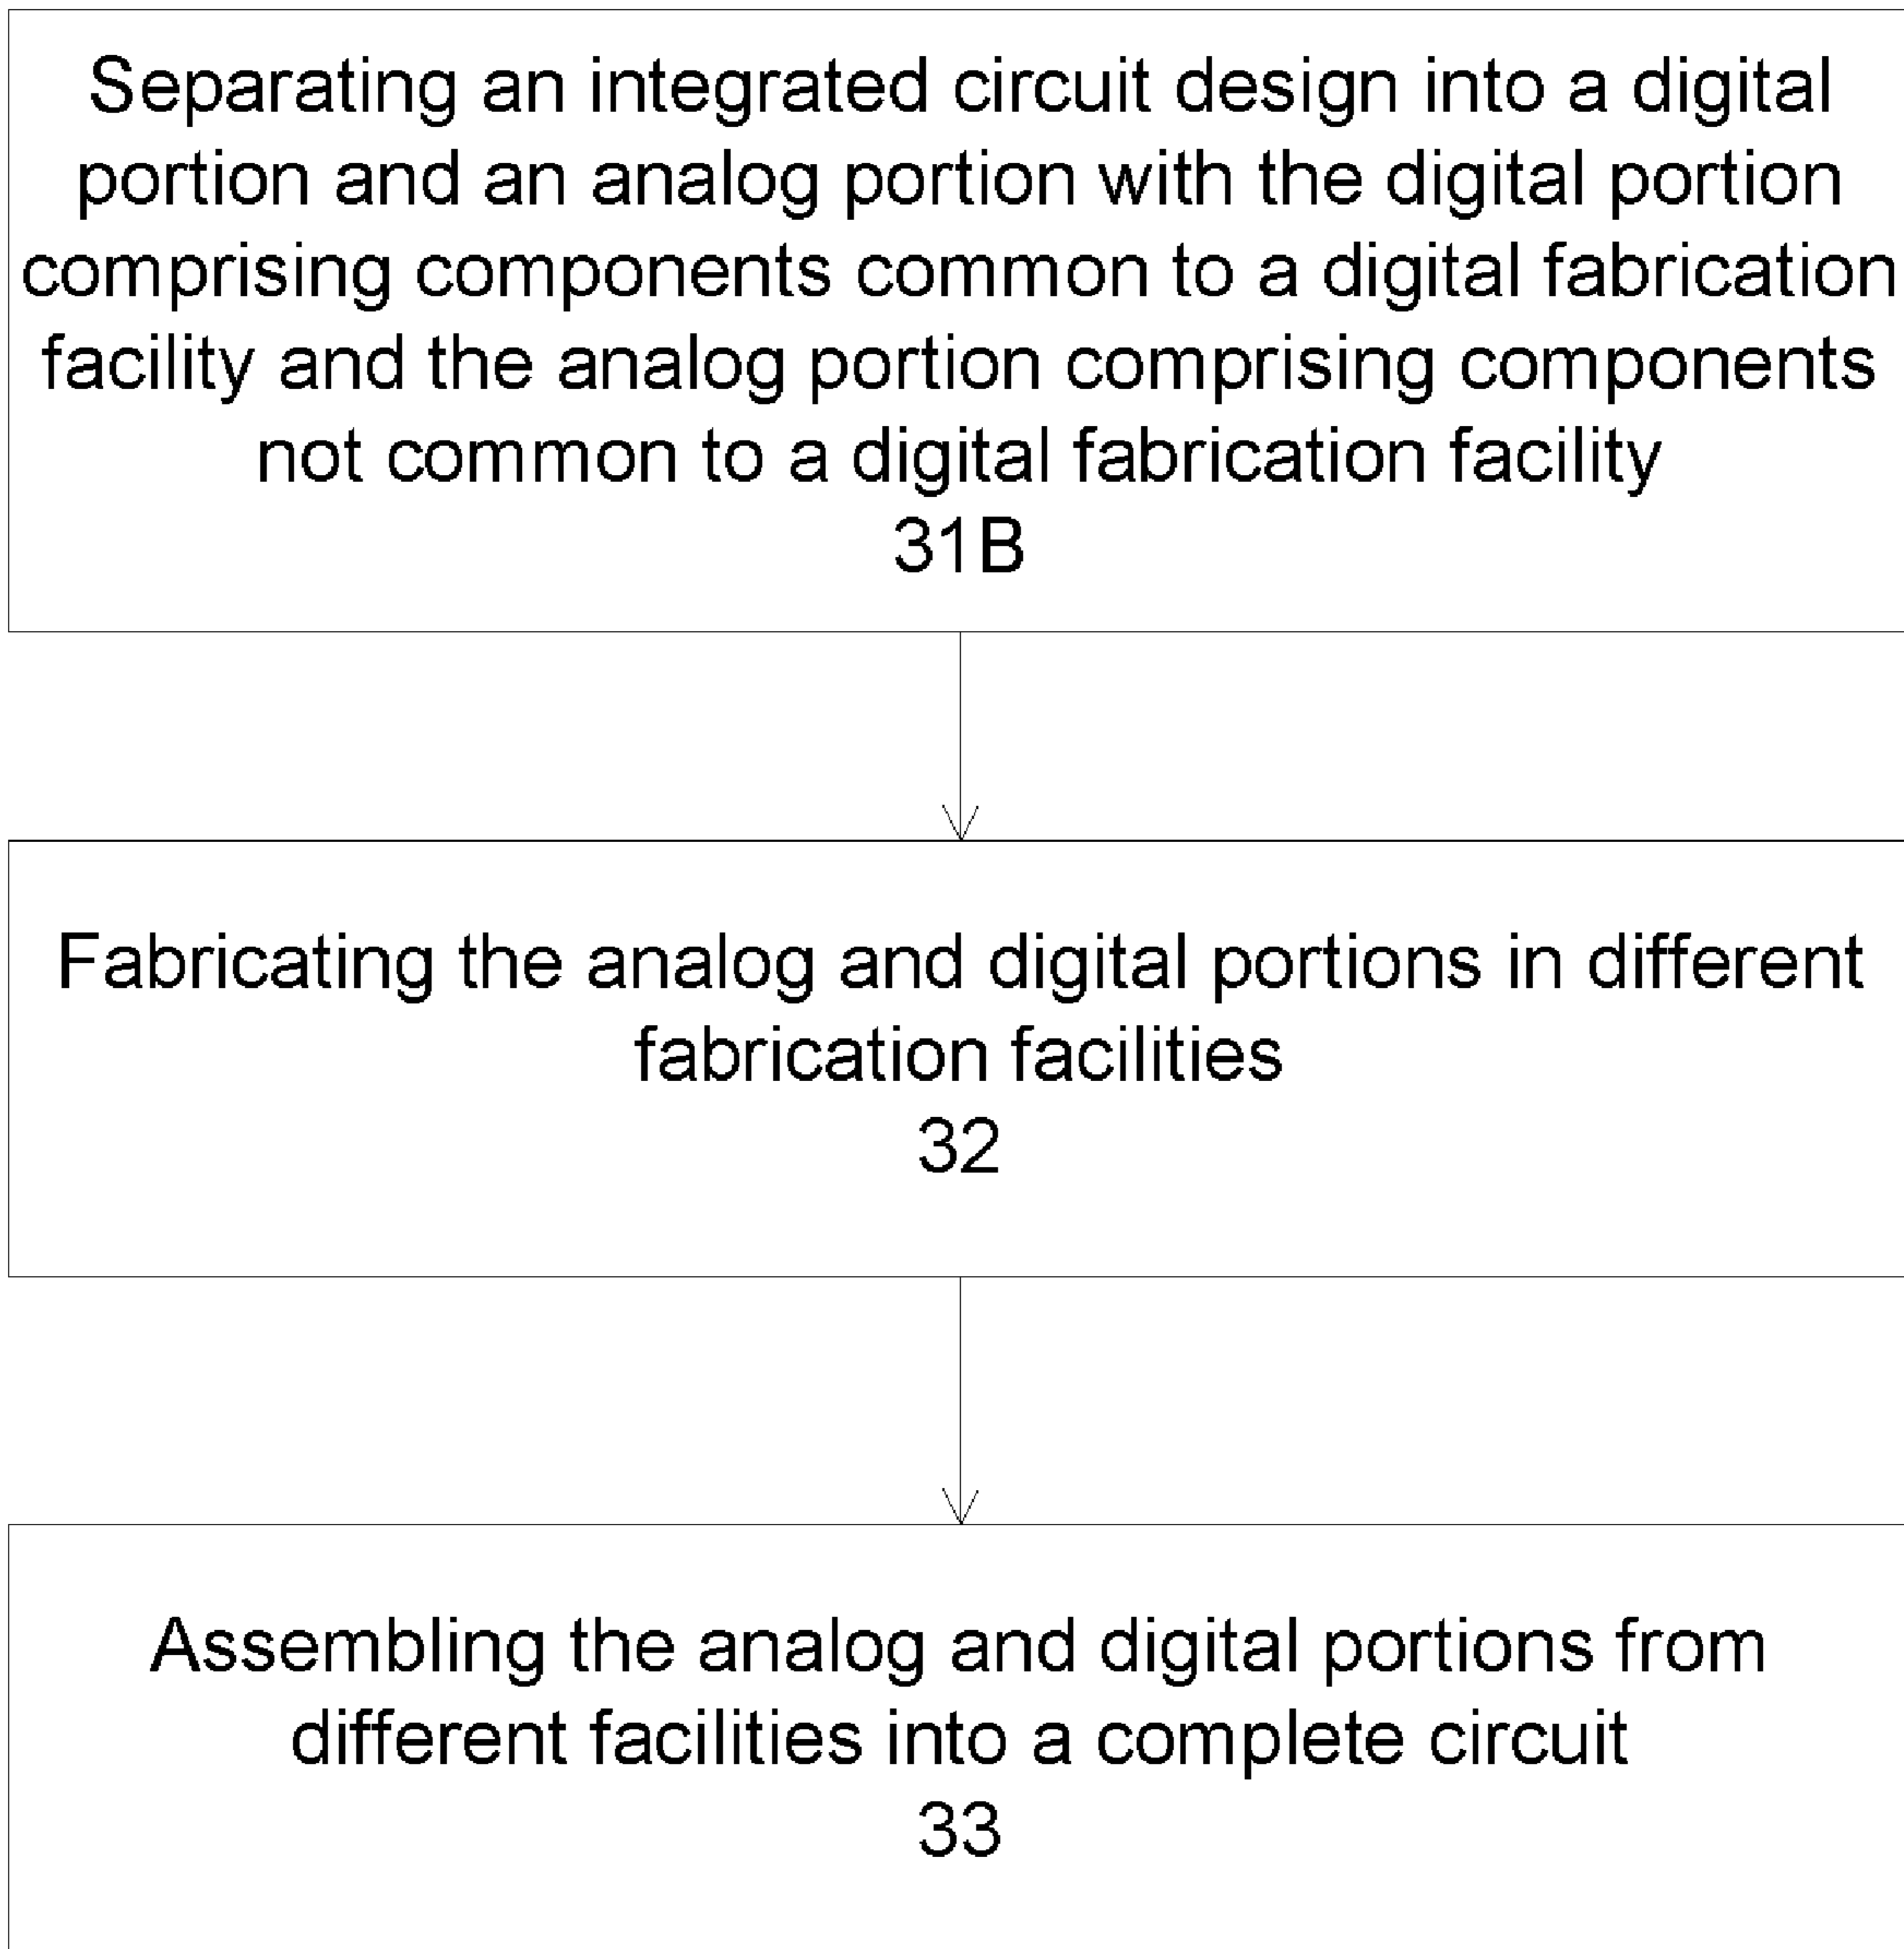 Separating an integrated circuit design into a digital
portion and an analog portion with the digital portion
comprising components common to a digital fabrication
facility and the analog portion comprising components
not common to a digital fabrication facility
31B
Fabricating the analog and digital portions in different
fabrication facilities
32
Assembling the analog and digital portions from
different facilities into a complete circuit
33